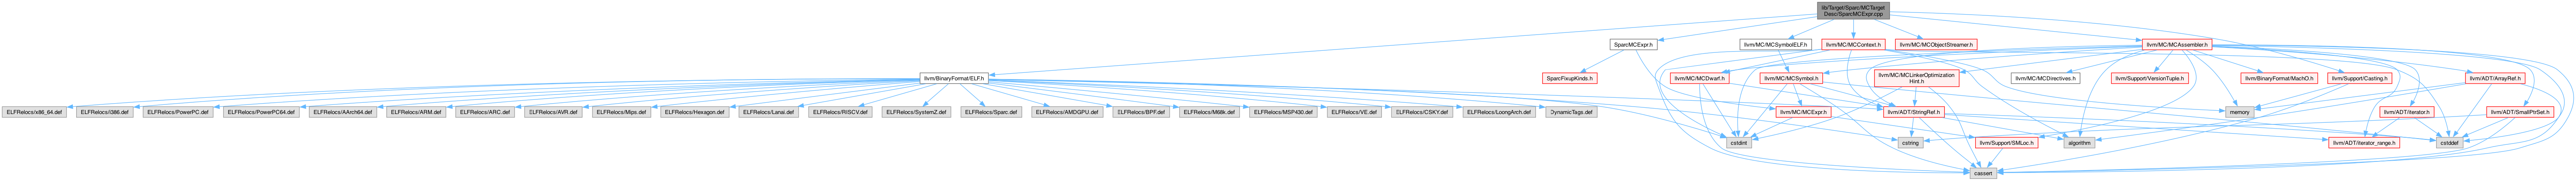 lib/Target/Sparc/MCTarget
Desc/SparcMCExpr.cpp
SparcMCExpr.h
llvm/MC/MCSymbolELF.h
llvm/MC/MCContext.h
llvm/MC/MCObjectStreamer.h
llvm/MC/MCAssembler.h
llvm/BinaryFormat/ELF.h
SparcFixupKinds.h
llvm/MC/MCDwarf.h
llvm/MC/MCSymbol.h
llvm/MC/MCLinkerOptimization
Hint.h
llvm/MC/MCDirectives.h
llvm/Support/VersionTuple.h
llvm/BinaryFormat/MachO.h
llvm/Support/Casting.h
llvm/ADT/ArrayRef.h
ELFRelocs/x86_64.def
ELFRelocs/i386.def
ELFRelocs/PowerPC.def
ELFRelocs/PowerPC64.def
ELFRelocs/AArch64.def
ELFRelocs/ARM.def
ELFRelocs/ARC.def
ELFRelocs/AVR.def
ELFRelocs/Mips.def
ELFRelocs/Hexagon.def
ELFRelocs/Lanai.def
ELFRelocs/RISCV.def
ELFRelocs/SystemZ.def
ELFRelocs/Sparc.def
ELFRelocs/AMDGPU.def
ELFRelocs/BPF.def
ELFRelocs/M68k.def
ELFRelocs/MSP430.def
ELFRelocs/VE.def
ELFRelocs/CSKY.def
ELFRelocs/LoongArch.def
DynamicTags.def
llvm/MC/MCExpr.h
llvm/ADT/StringRef.h
memory
llvm/ADT/iterator.h
llvm/ADT/SmallPtrSet.h
cstdint
cstring
llvm/Support/SMLoc.h
algorithm
llvm/ADT/iterator_range.h
cstddef
cassert